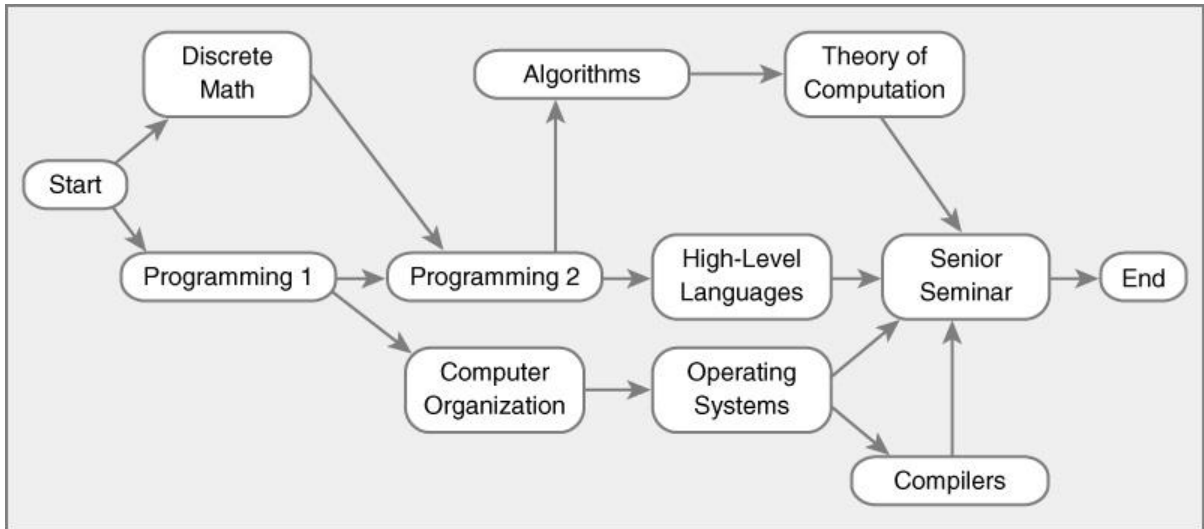 Discrete
Math
Algorithms
Theory of
Computation
Start
Programming 1
Programming 2
High-Level
Languages
Senior
Seminar
End
Computer
Organization
Operating
Systems
Compilers